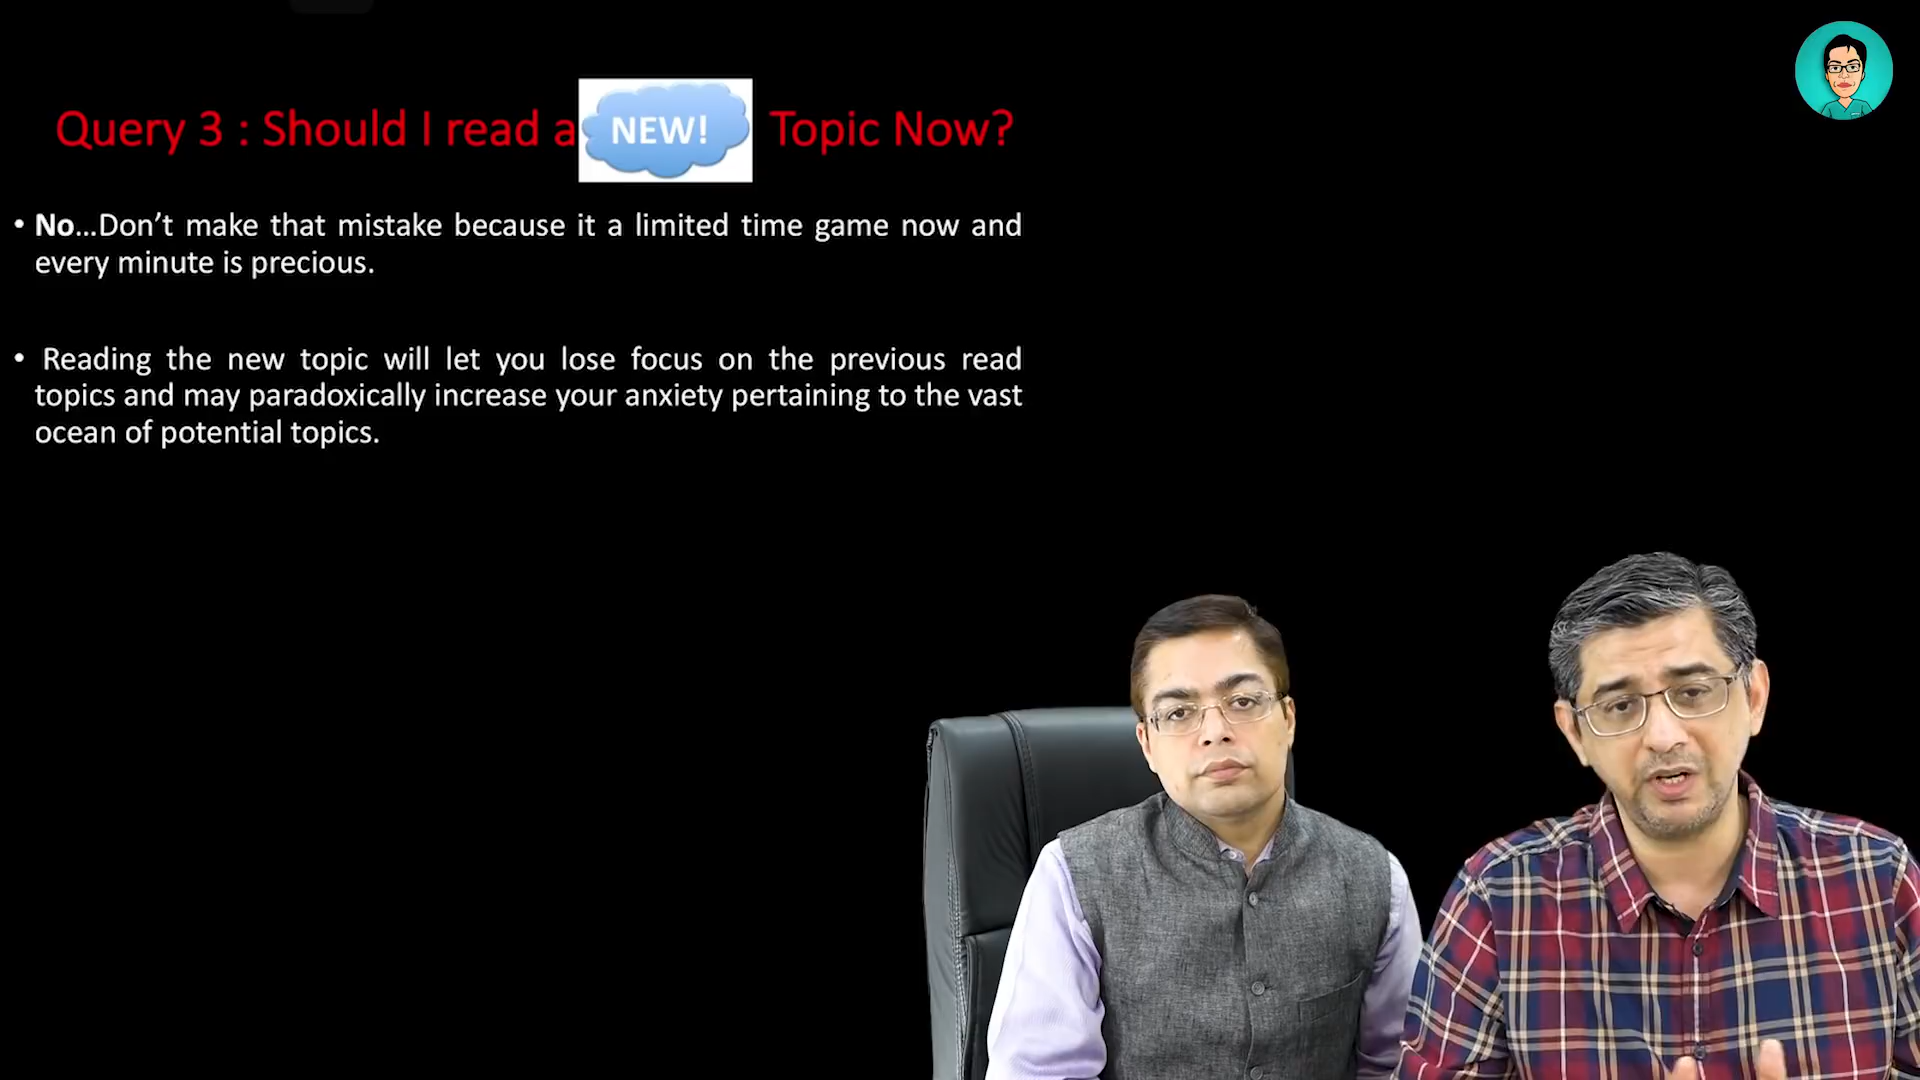 Query 3 : Should I read a NEW! Topic Now?
• No…Don’t make that mistake because it a limited time game now and
every minute is precious.
• Reading the new topic will let you lose focus on the previous read
topics and may paradoxically increase your anxiety pertaining to the vast
ocean of potential topics.